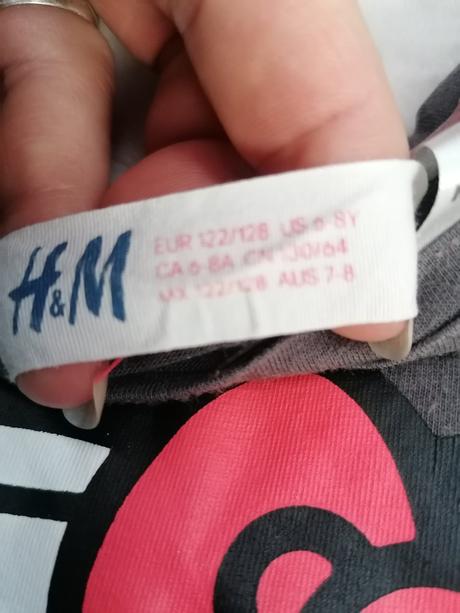 H&M
EUR 122/128 US 6-8Y
CA 6-8A CN 130/64
MX 122/128 AUS 7-8